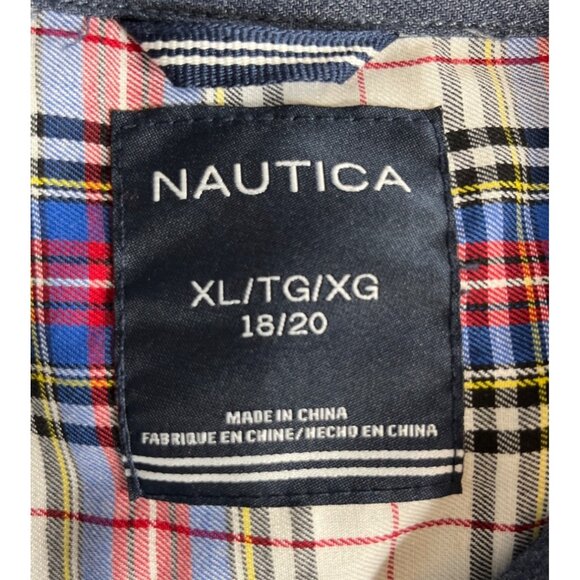 NAUTICA
XL/TG/XG
18/20
MADE IN CHINA
FABRIQUE EN CHINE/HECHO EN CHINA